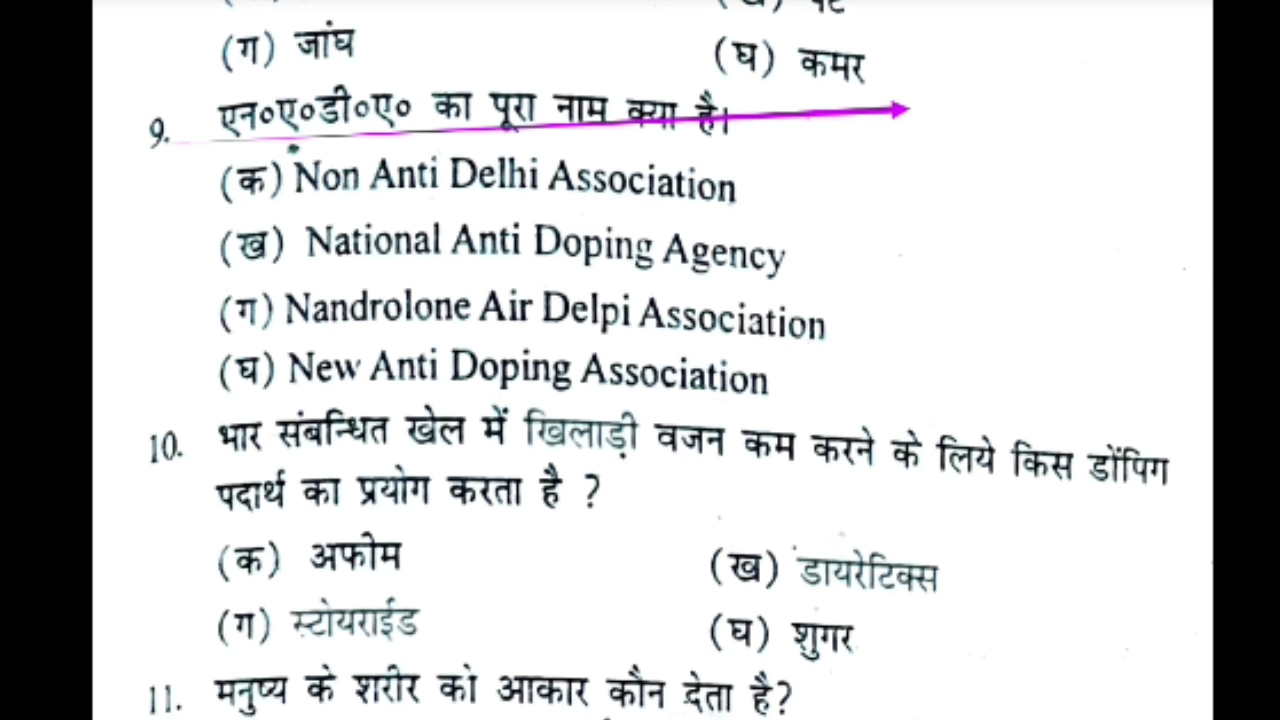 (ग) जांघ (घ) कमर
9. एन०ए०डी०ए० का पूरा नाम क्या है।
(क) Non Anti Delhi Association
(ख) National Anti Doping Agency
(ग) Nandrolone Air Delpi Association
(घ) New Anti Doping Association
10. भार संबन्धित खेल में खिलाड़ी वजन कम करने के लिये किस डोंपिग
पदार्थ का प्रयोग करता है ?
(क) अफीम (ख) डायरेटिक्स
(ग) स्टोयराईड (घ) शुगर
11. मनुष्य के शरीर को आकार कौन देता है?